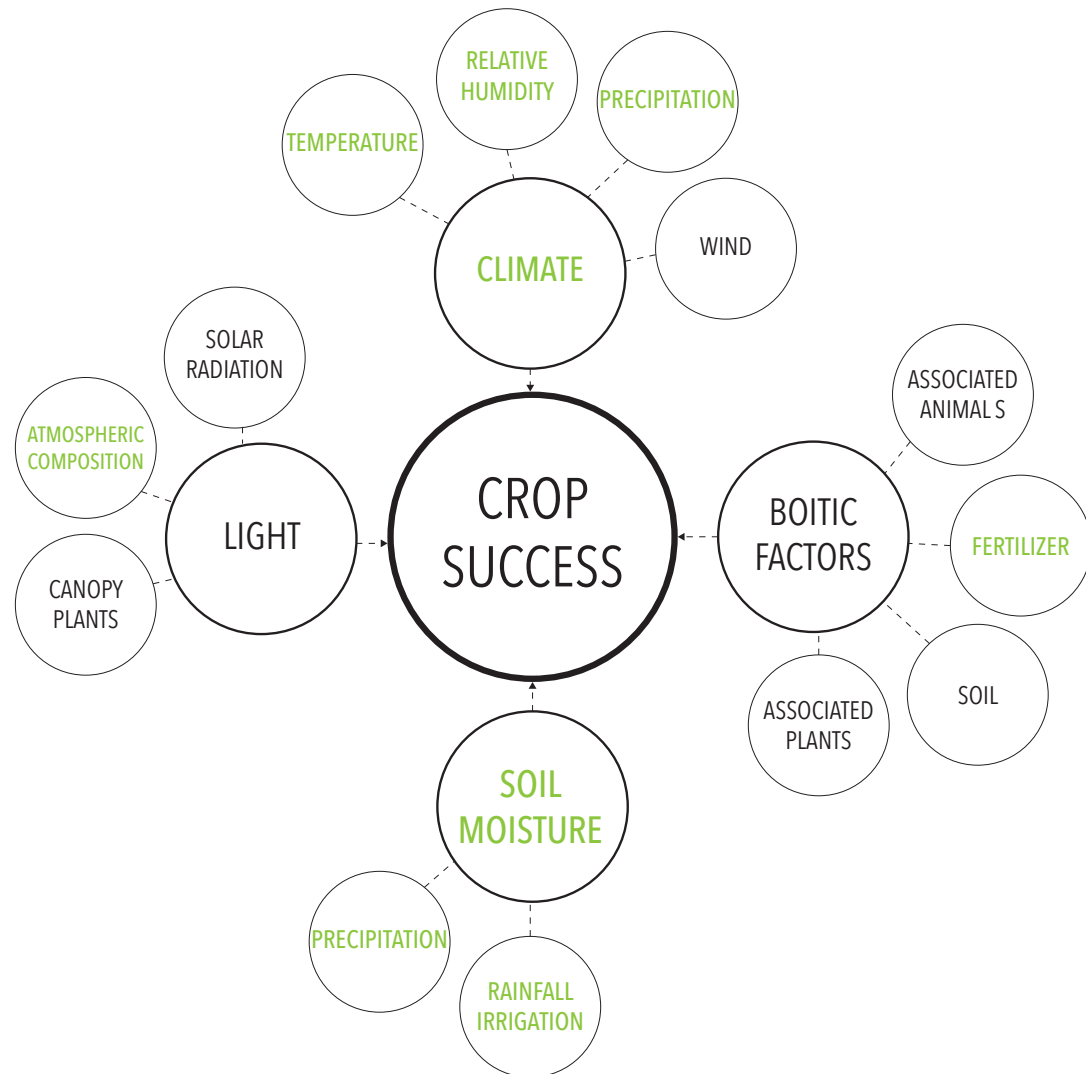 RELATIVE
HUMIDITY
PRECIPITATION
TEMPERATURE
WIND
CLIMATE
SOLAR
RADIATION
ASSOCIATED
ANIMAL S
ATMOSPHERIC
COMPOSITION
LIGHT
CROP
SUCCESS
BOITIC
FACTORS
FERTILIZER
CANOPY
PLANTS
SOIL
ASSOCIATED
PLANTS
SOIL
MOISTURE
PRECIPITATION
RAINFALL
IRRIGATION